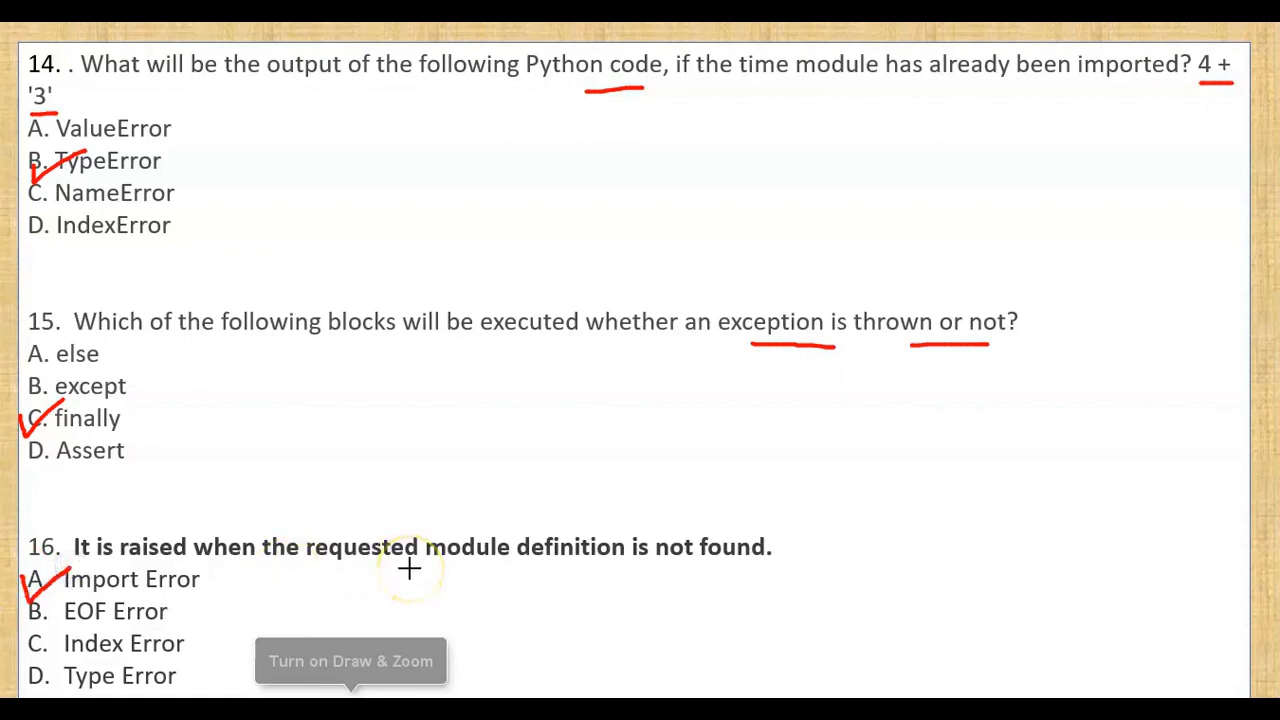 14. . What will be the output of the following Python code, if the time module has already been imported? 4 +
'3'
A. ValueError
B. TypeError
C. NameError
D. IndexError
15. Which of the following blocks will be executed whether an exception is thrown or not?
A. else
B. except
C. finally
D. Assert
16. It is raised when the requested module definition is not found.
A. Import Error
B. EOF Error
C. Index Error
D. Type Error
Turn on Draw & Zoom